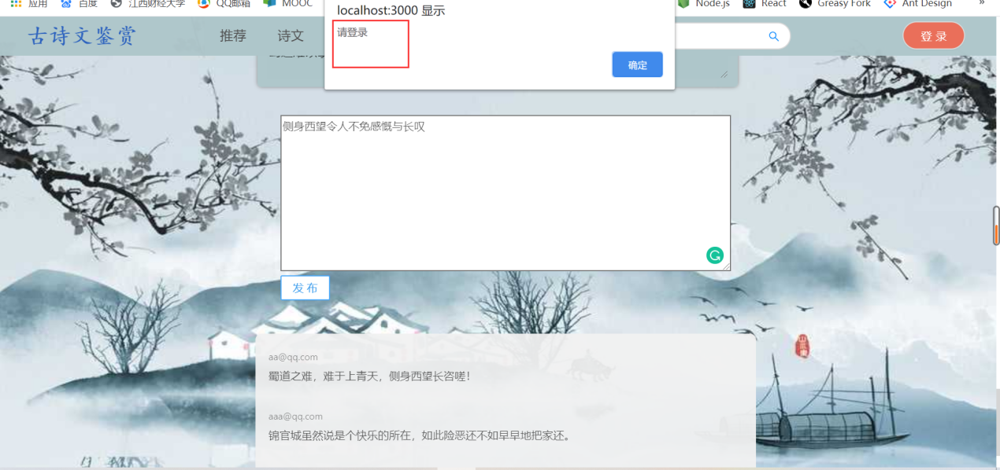 应用 百度 江西财经大学 QQ邮箱 MOOC Node.js React Greasy Fork Ant Design »
localhost:3000 显示
请登录
确定
古诗文鉴赏 推荐 诗文 登 录
侧身西望令人不免感慨与长叹
发 布
aa@qq.com
蜀道之难，难于上青天，侧身西望长咨嗟！
aaa@qq.com
锦官城虽然说是个快乐的所在，如此险恶还不如早早地把家还。